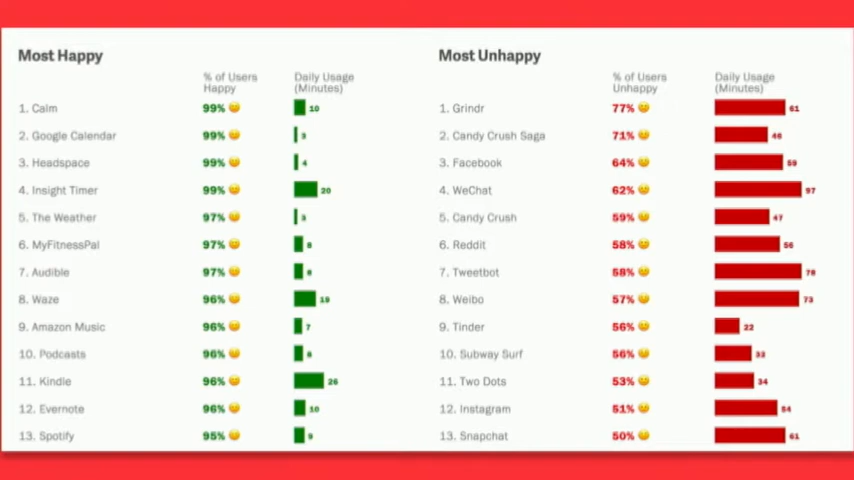 Most Happy
% of Users Happy
Daily Usage (Minutes)
1. Calm 99% 10
2. Google Calendar 99% 3
3. Headspace 99% 4
4. Insight Timer 99% 20
5. The Weather 97% 3
6. MyFitnessPal 97% 8
7. Audible 97% 8
8. Waze 96% 19
9. Amazon Music 96% 7
10. Podcasts 96% 8
11. Kindle 96% 26
12. Evernote 96% 10
13. Spotify 95% 9
Most Unhappy
% of Users Unhappy
Daily Usage (Minutes)
1. Grindr 77% 61
2. Candy Crush Saga 71% 46
3. Facebook 64% 59
4. WeChat 62% 97
5. Candy Crush 59% 47
6. Reddit 58% 56
7. Tweetbot 58% 78
8. Weibo 57% 73
9. Tinder 56% 22
10. Subway Surf 56% 33
11. Two Dots 53% 34
12. Instagram 51% 54
13. Snapchat 50% 61